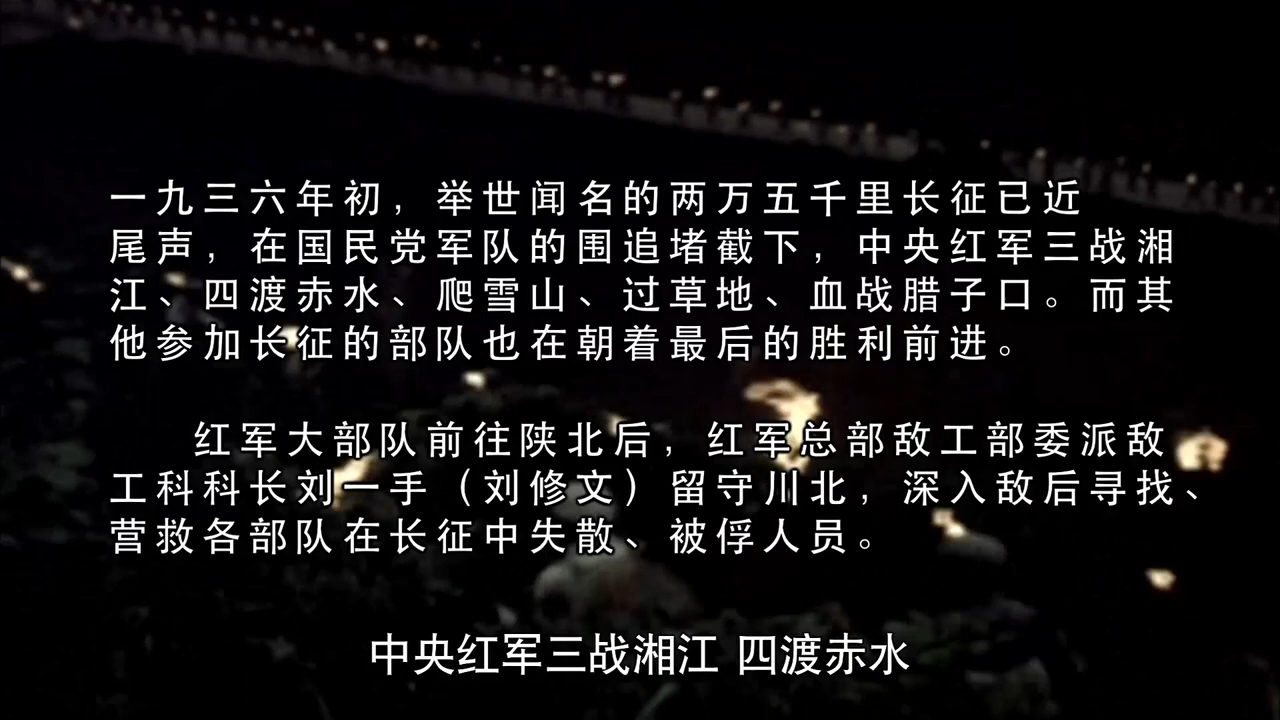 一九三六年初，举世闻名的两万五千里长征已近
尾声，在国民党军队的围追堵截下，中央红军三战湘
江、四渡赤水、爬雪山、过草地、血战腊子口。而其
他参加长征的部队也在朝着最后的胜利前进。
红军大部队前往陕北后，红军总部敌工部委派敌
工科科长刘一手（刘修文）留守川北，深入敌后寻找、
营救各部队在长征中失散、被俘人员。
中央红军三战湘江 四渡赤水